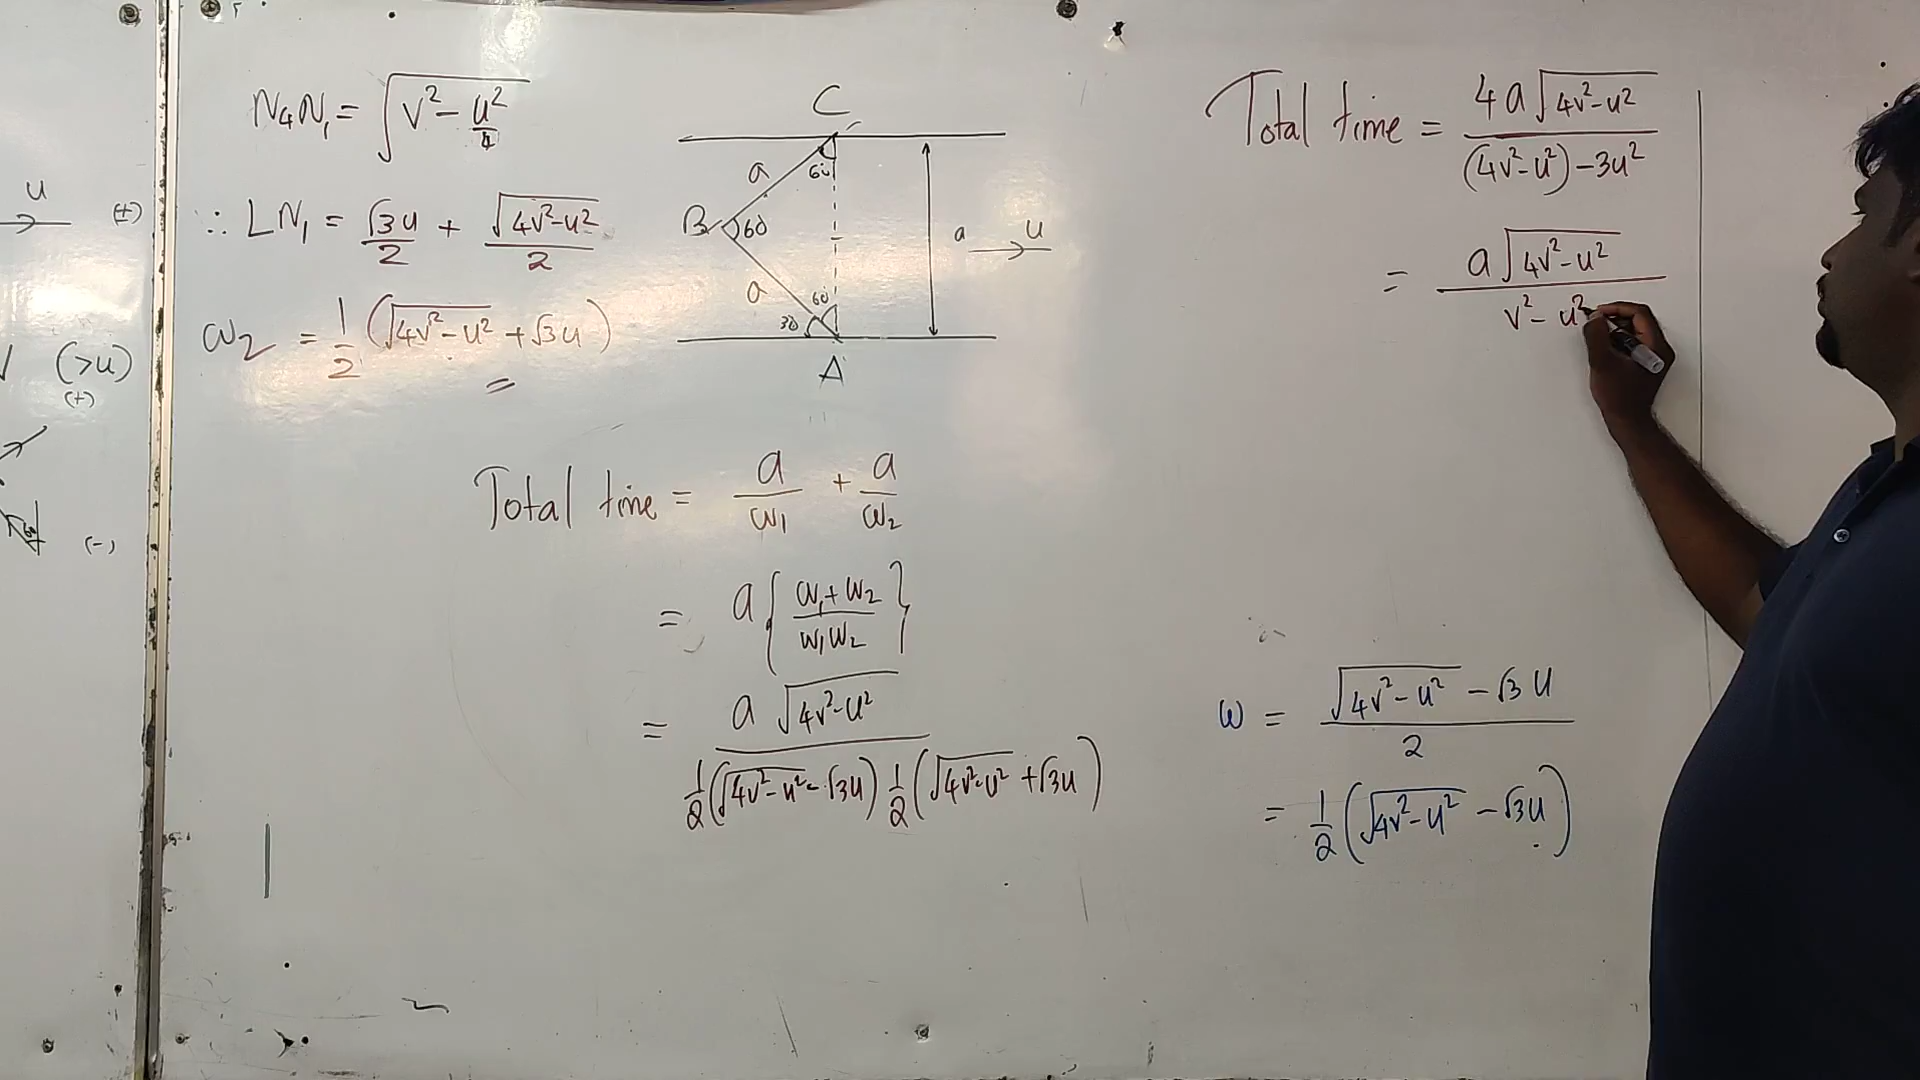 u
(+)
(>u)
(+)
(-)
N₄N₁ = √(v² - u²/4)
∴ LN₁ = √3u/2 + √(4v²-u²)/2
ω₂ = 1/2 (√(4v²-u²) + √3u)
=
C
a
60
B
60
a
60
30
A
a
u
Total time = a/ω₁ + a/ω₂
= a{(ω₁+ω₂)/(ω₁ω₂)}
= a√(4v²-u²) / 1/2(√(4v²-u²) - √3u) 1/2(√(4v²-u²) + √3u)
Total time = 4a√(4v²-u²) / (4v²-u²)-3u²
= a√(4v²-u²) / v²-u²
ω = (√(4v²-u²) - √3u) / 2
= 1/2 (√(4v²-u²) - √3u)